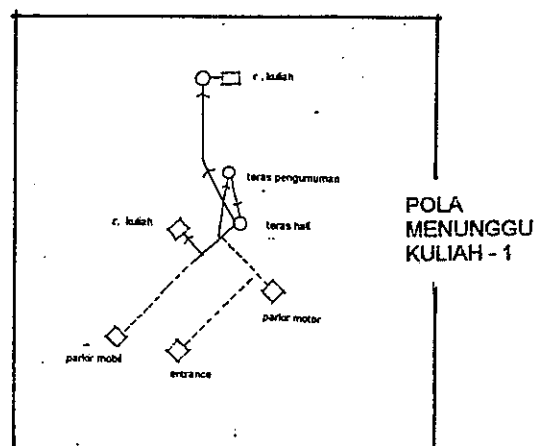 r. kuliah
teras pengumuman
r. kuliah
teras hall
parkir motor
parkir mobil
entrance
POLA
MENUNGGU
KULIAH - 1